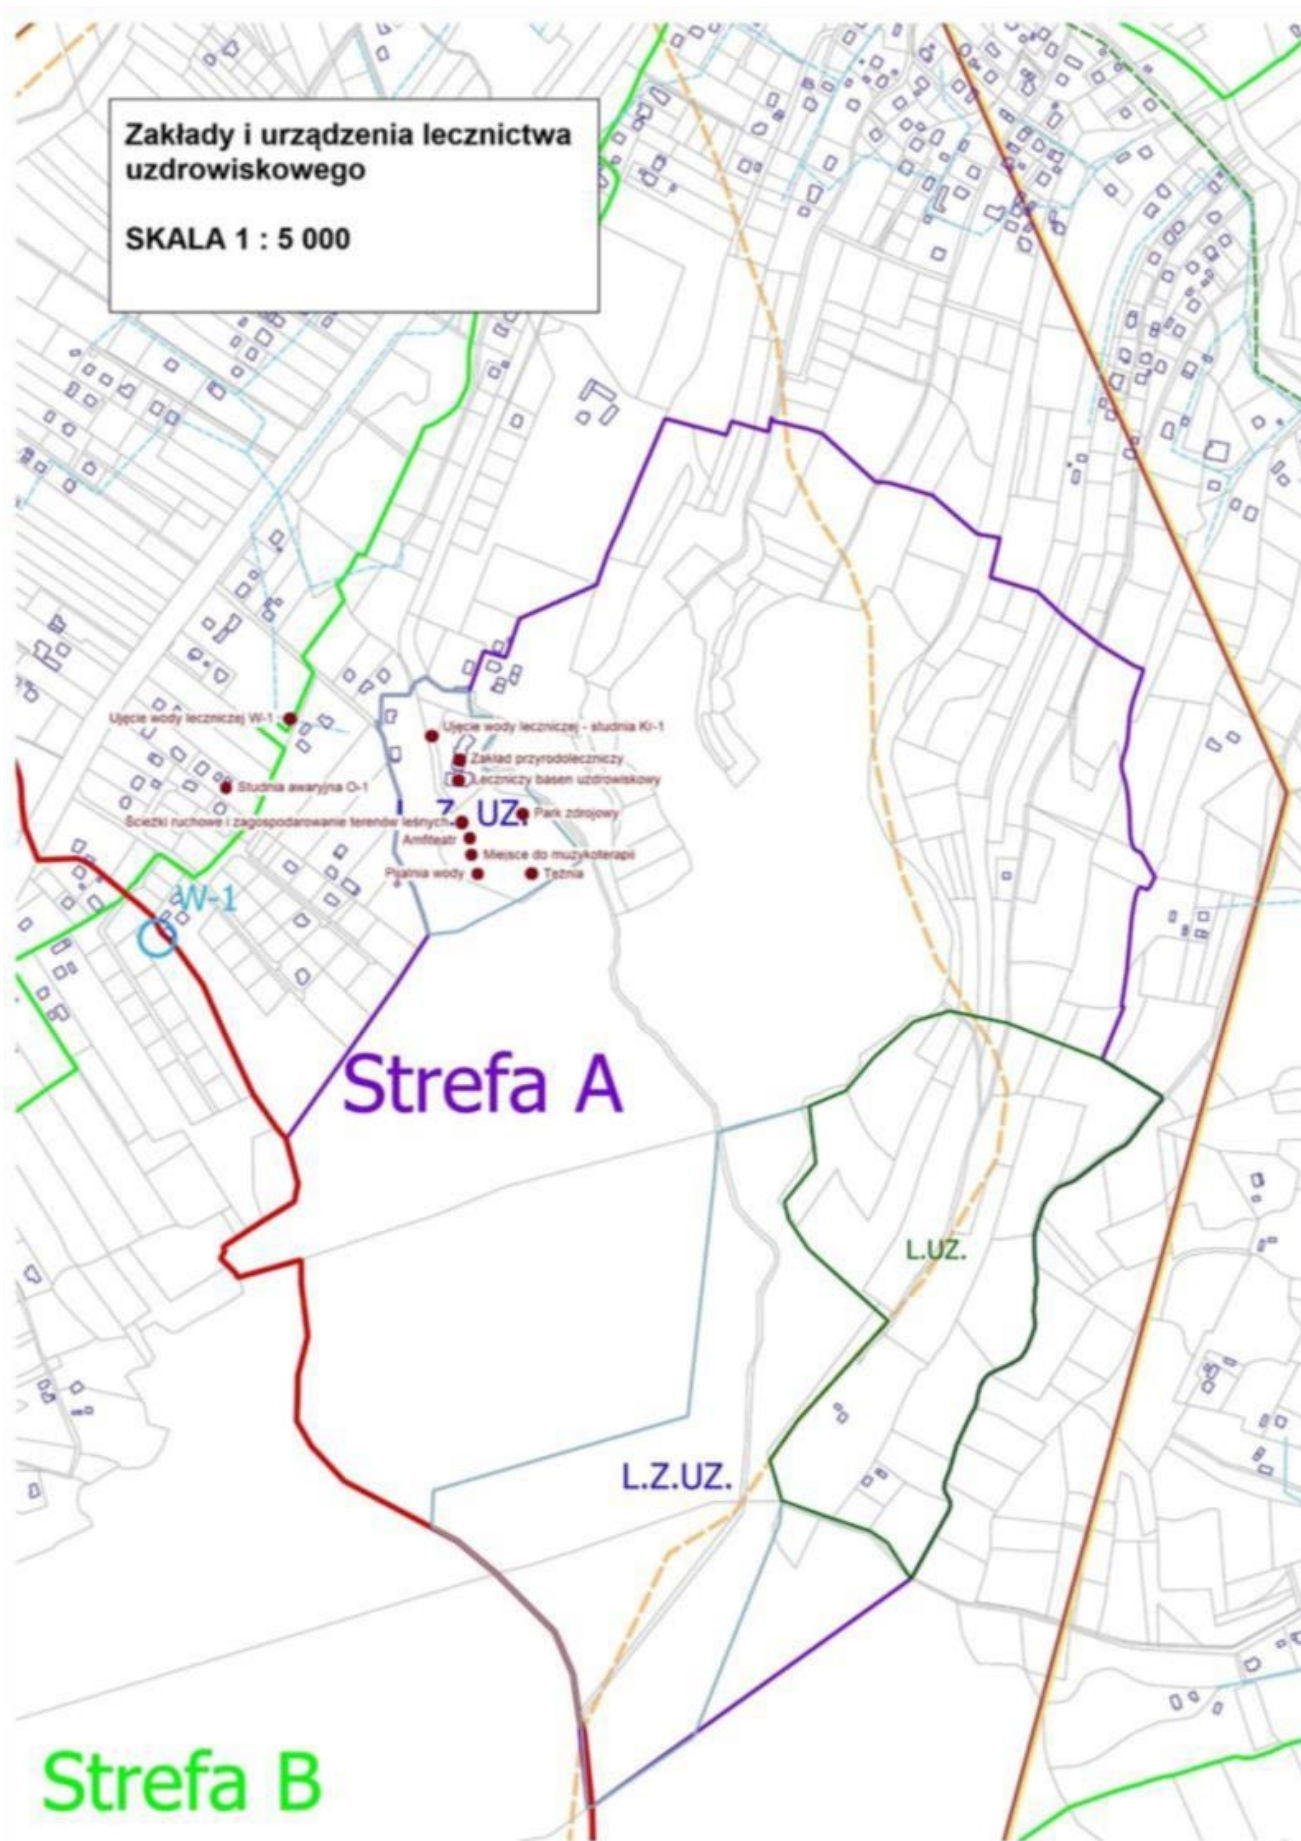 Zakłady i urządzenia lecznictwa
uzdrowiskowego
SKALA 1 : 5 000
Ujęcie wody leczniczej W-1
Ujęcie wody leczniczej - studnia Kr-1
Zakład przyrodoleczniczy
Leczniczy basen uzdrowiskowy
Studnia awaryjna O-1
L.Z.UZ.
Park zdrojowy
Ścieżki ruchowe i zagospodarowanie terenów leśnych
Amfiteatr
Miejsce do muzykoterapii
Pijalnia wody
Tężnia
W-1
Strefa A
L.UZ.
L.Z.UZ.
Strefa B